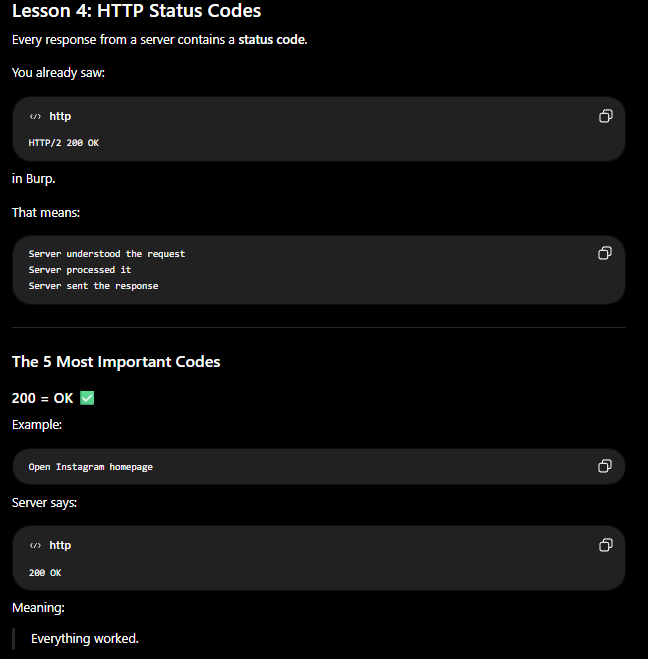 Lesson 4: HTTP Status Codes
Every response from a server contains a status code.
You already saw:
</> http
HTTP/2 200 OK
in Burp.
That means:
Server understood the request
Server processed it
Server sent the response
The 5 Most Important Codes
200 = OK ✅
Example:
Open Instagram homepage
Server says:
</> http
200 OK
Meaning:
Everything worked.